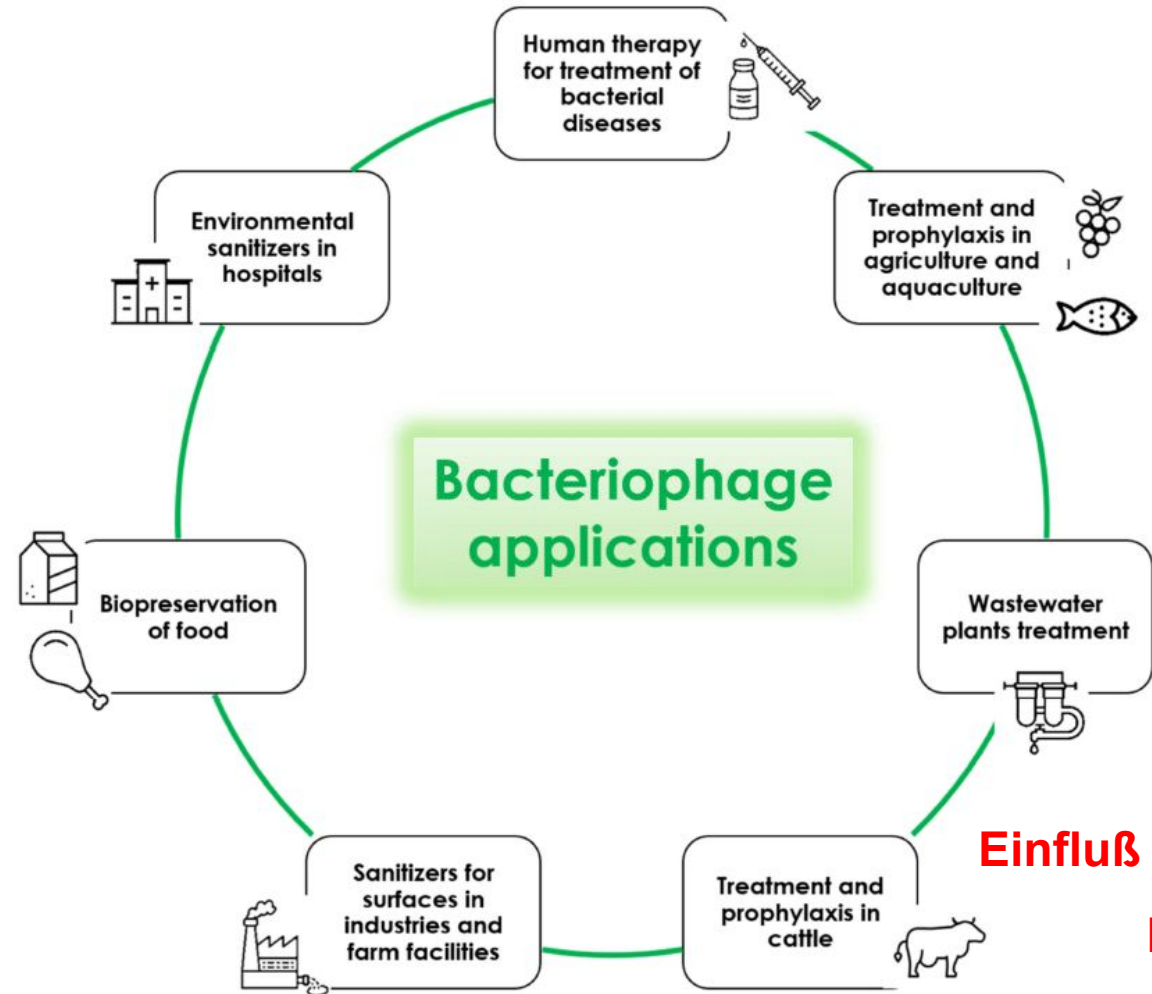 Human therapy
for treatment of
bacterial
diseases
Treatment and
prophylaxis in
agriculture and
aquaculture
Environmental
sanitizers in
hospitals
Bacteriophage
applications
Wastewater
plants treatment
Biopreservation
of food
Einfluß
Treatment and
prophylaxis in
cattle
Sanitizers for
surfaces in
industries and
farm facilities